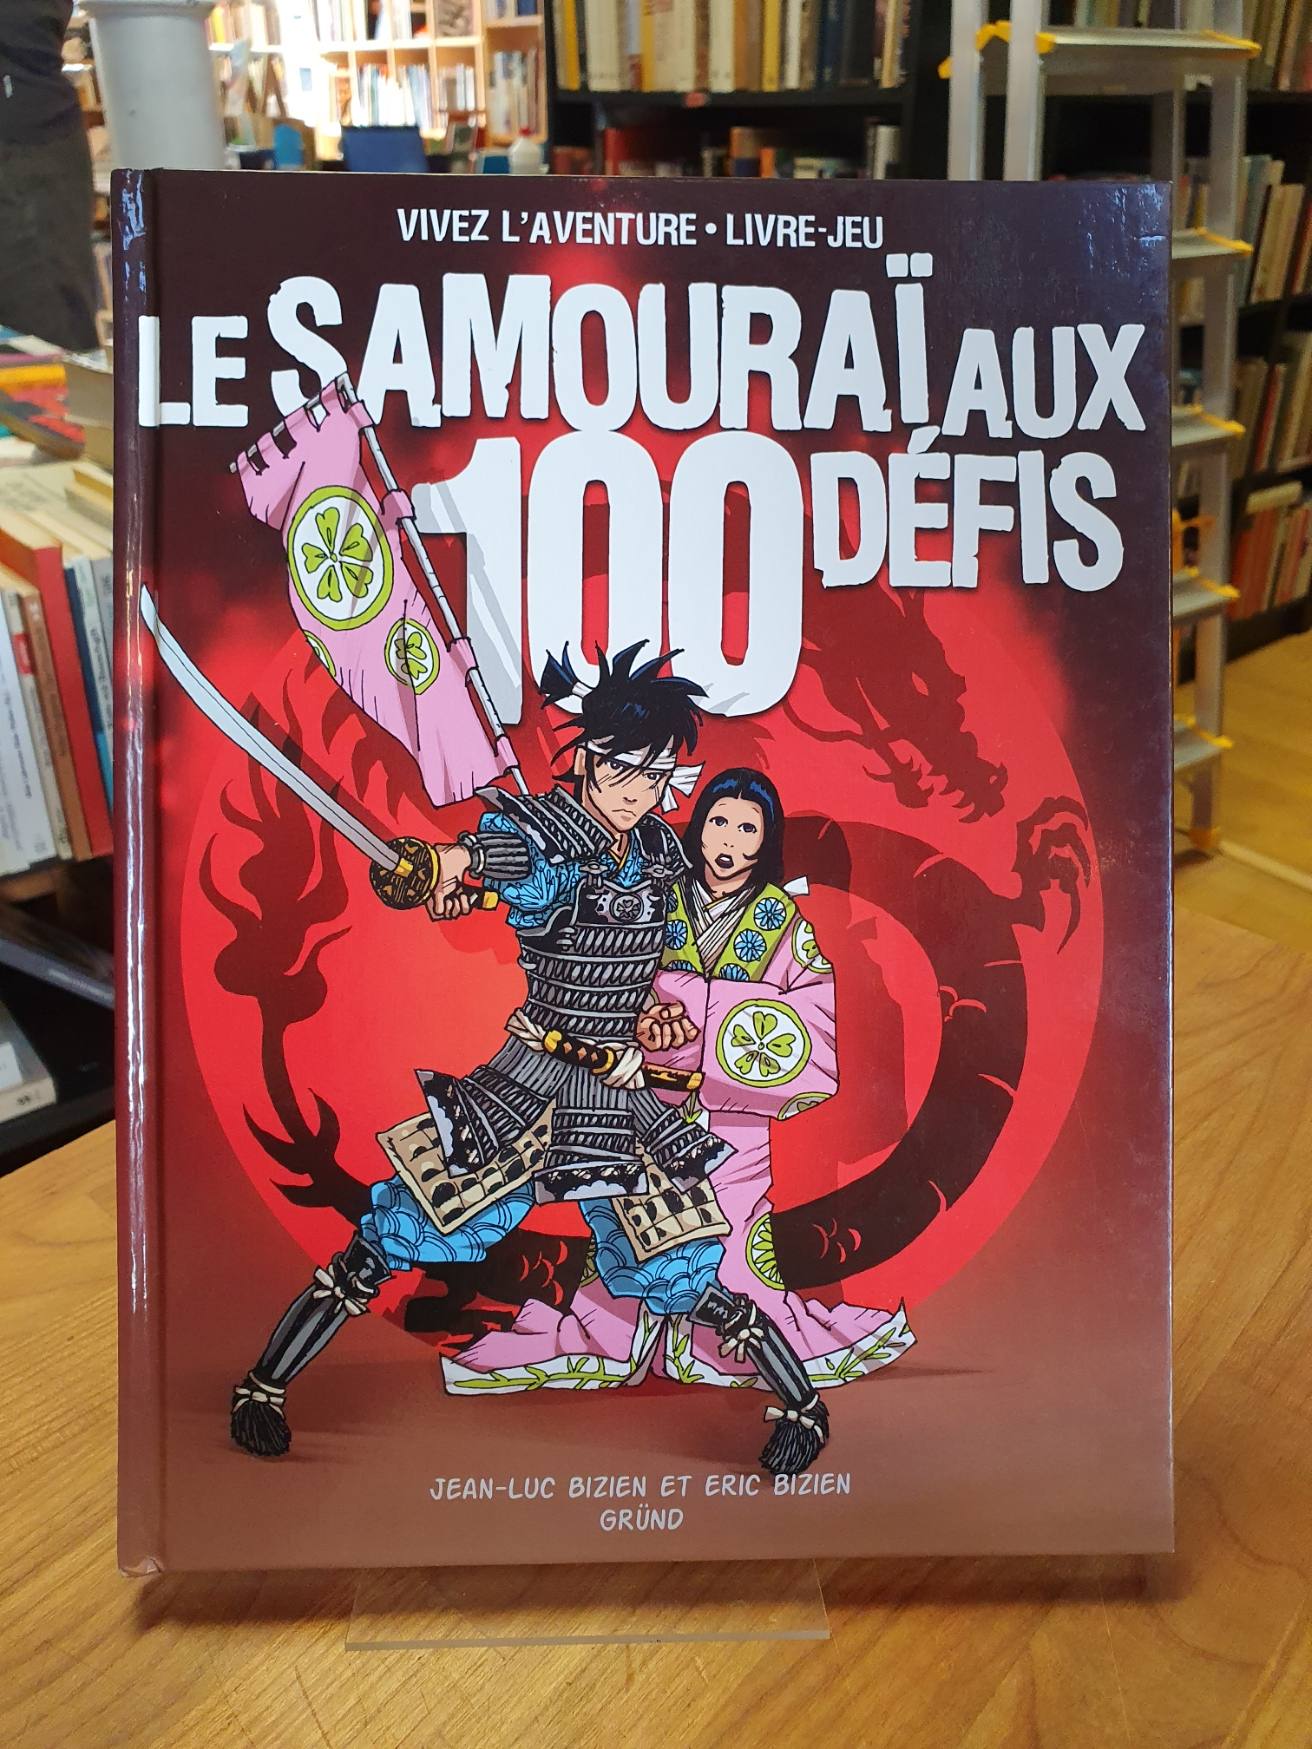 VIVEZ L'AVENTURE • LIVRE-JEU
LE SAMOURAÏ AUX
100 DÉFIS
JEAN-LUC BIZIEN ET ERIC BIZIEN
GRÜND